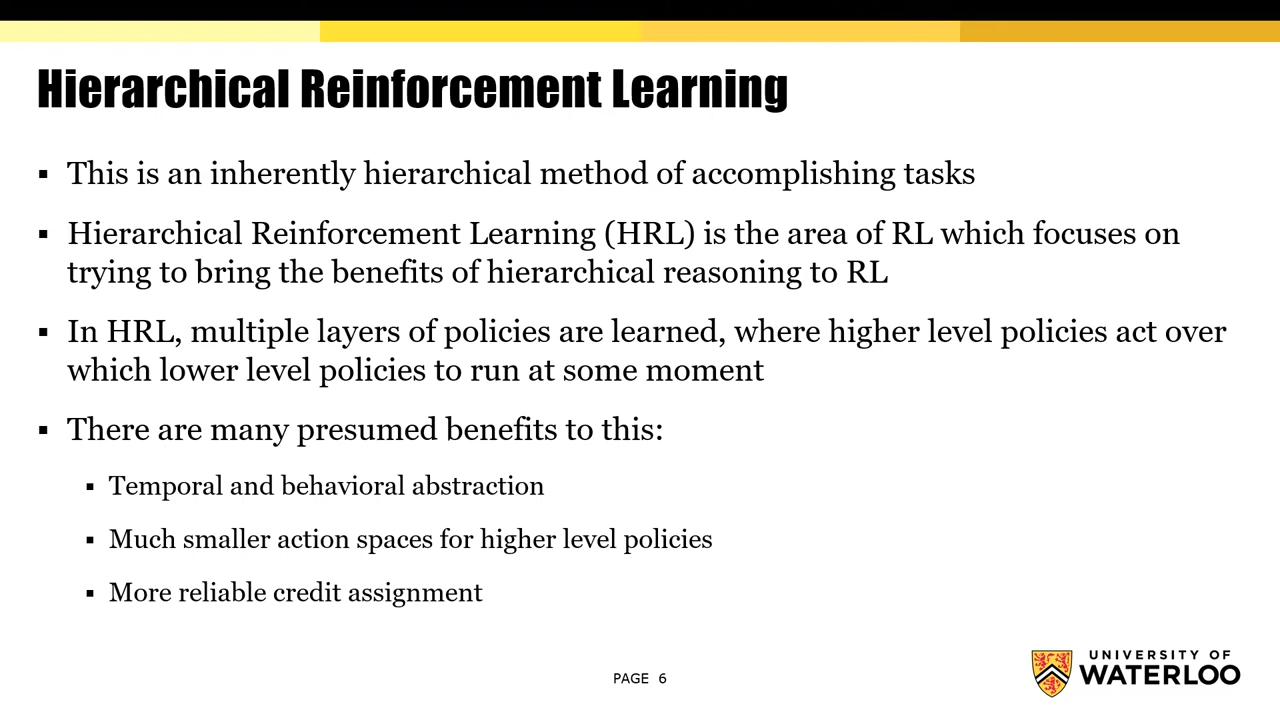 Hierarchical Reinforcement Learning
▪ This is an inherently hierarchical method of accomplishing tasks
▪ Hierarchical Reinforcement Learning (HRL) is the area of RL which focuses on
trying to bring the benefits of hierarchical reasoning to RL
▪ In HRL, multiple layers of policies are learned, where higher level policies act over
which lower level policies to run at some moment
▪ There are many presumed benefits to this:
▪ Temporal and behavioral abstraction
▪ Much smaller action spaces for higher level policies
▪ More reliable credit assignment
PAGE 6
UNIVERSITY OF
WATERLOO